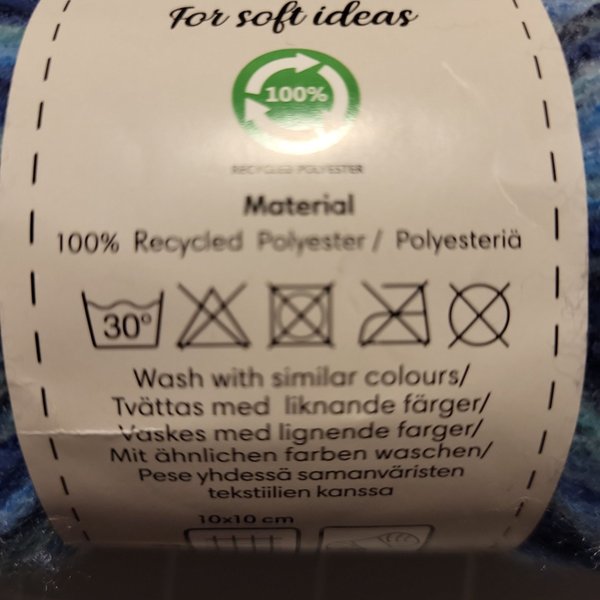 For soft ideas
100%
RECYCLED POLYESTER
Material
100% Recycled Polyester / Polyesteriä
30°
Wash with similar colours/
Tvättas med liknande färger/
Vaskes med lignende farger/
Mit ähnlichen farben waschen/
Pese yhdessä samanväristen
tekstiilien kanssa
10x10 cm